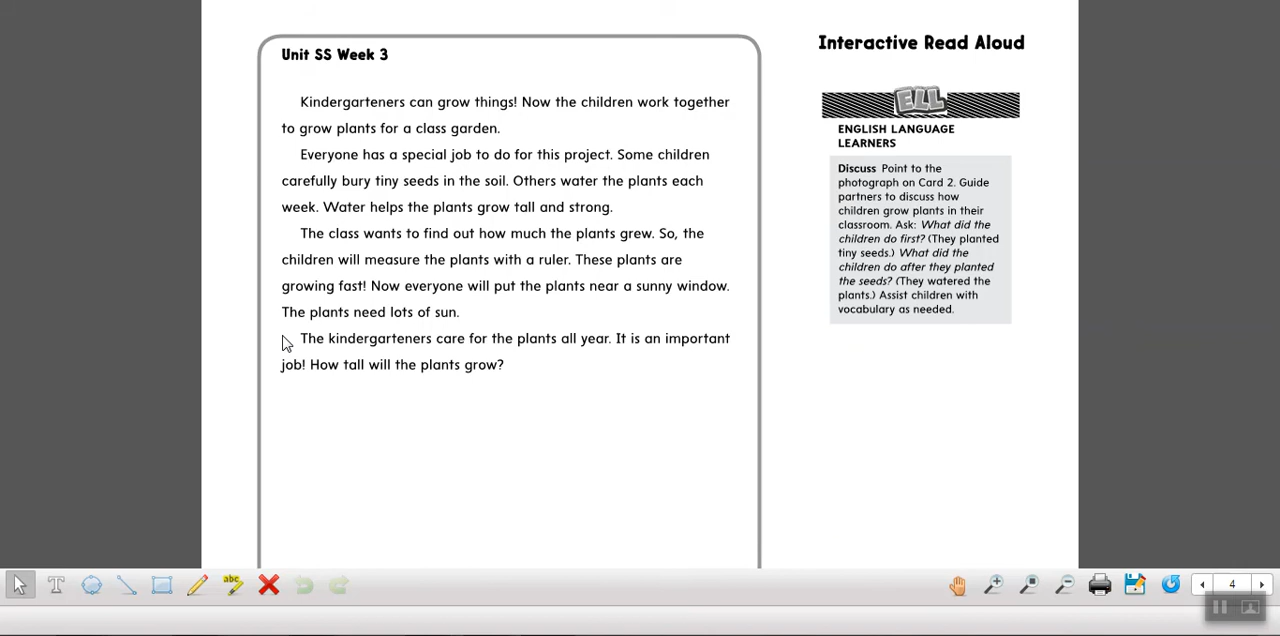 Unit SS Week 3
Kindergarteners can grow things! Now the children work together
to grow plants for a class garden.
Everyone has a special job to do for this project. Some children
carefully bury tiny seeds in the soil. Others water the plants each
week. Water helps the plants grow tall and strong.
The class wants to find out how much the plants grew. So, the
children will measure the plants with a ruler. These plants are
growing fast! Now everyone will put the plants near a sunny window.
The plants need lots of sun.
The kindergarteners care for the plants all year. It is an important
job! How tall will the plants grow?
Interactive Read Aloud
ELL
ENGLISH LANGUAGE
LEARNERS
Discuss Point to the
photograph on Card 2. Guide
partners to discuss how
children grow plants in their
classroom. Ask: What did the
children do first? (They planted
tiny seeds.) What did the
children do after they planted
the seeds? (They watered the
plants.) Assist children with
vocabulary as needed.
T
abc
4